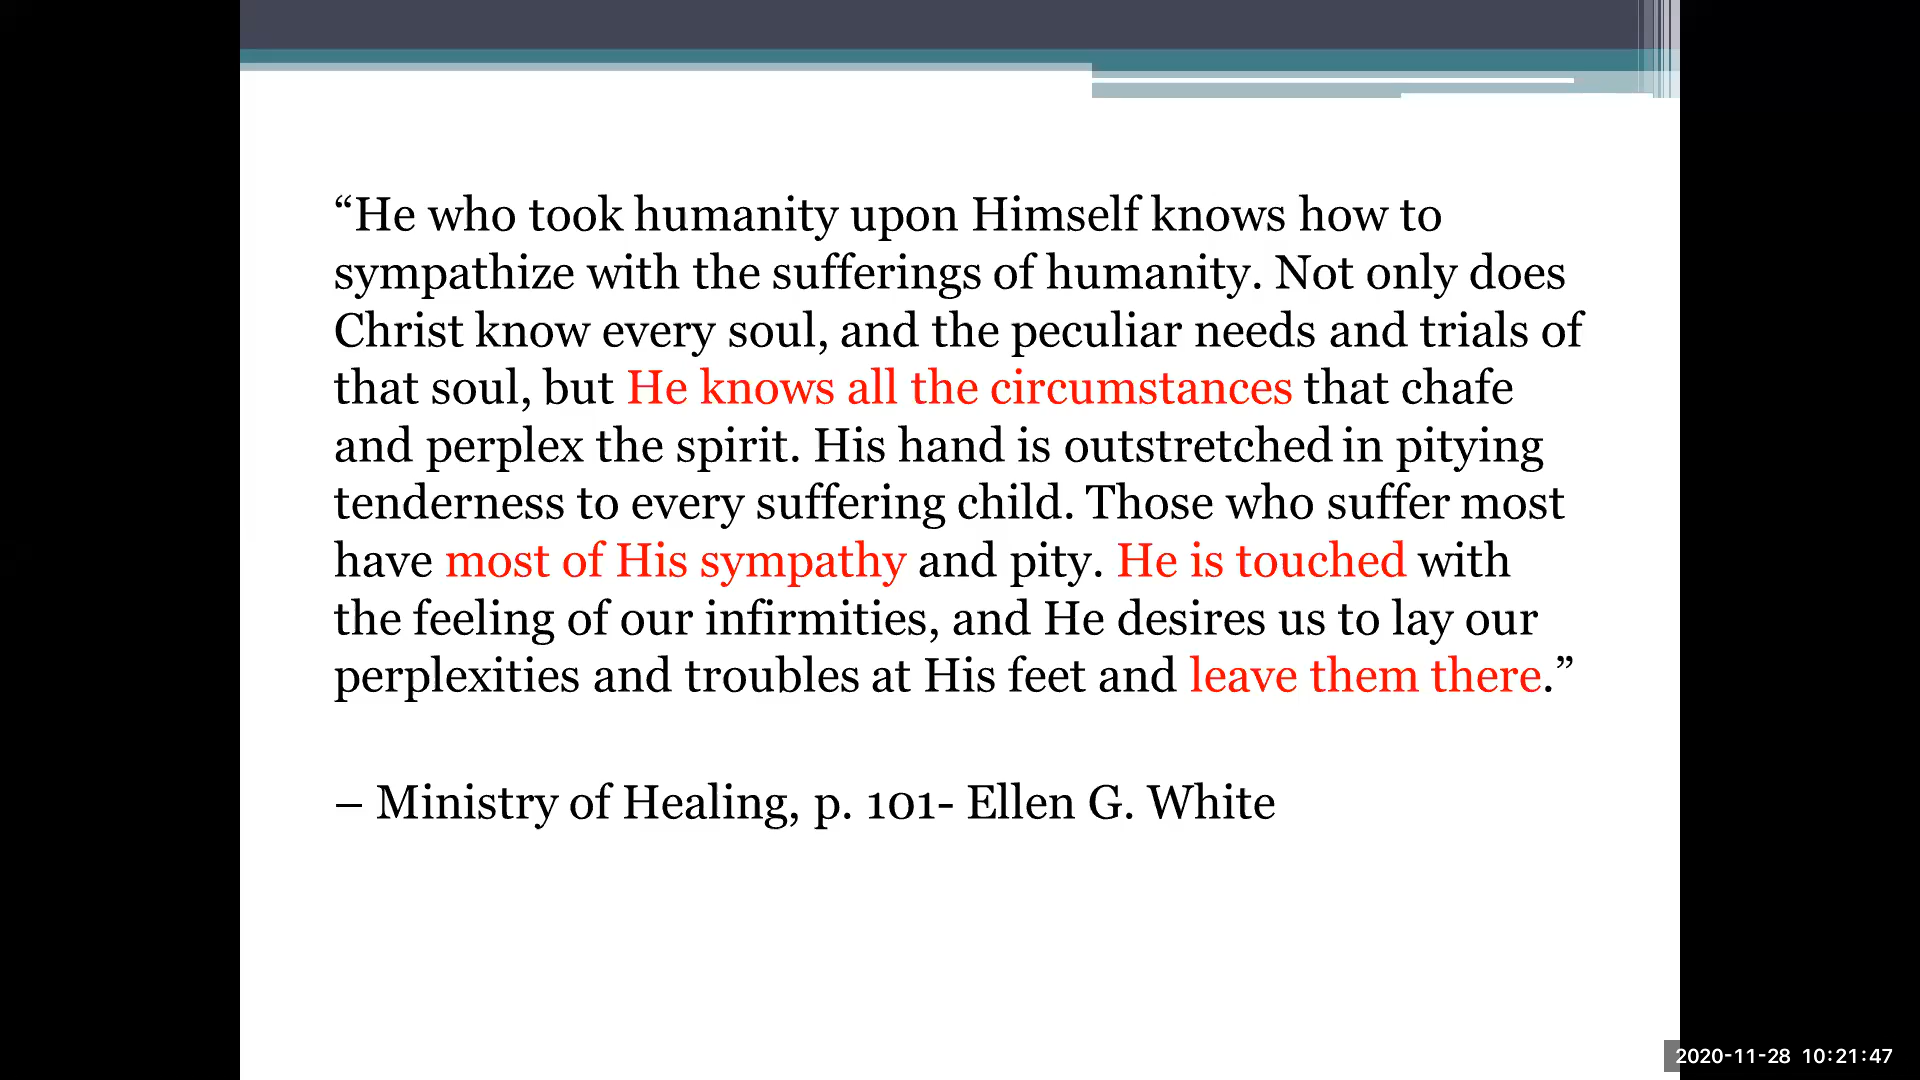 “He who took humanity upon Himself knows how to
sympathize with the sufferings of humanity. Not only does
Christ know every soul, and the peculiar needs and trials of
that soul, but He knows all the circumstances that chafe
and perplex the spirit. His hand is outstretched in pitying
tenderness to every suffering child. Those who suffer most
have most of His sympathy and pity. He is touched with
the feeling of our infirmities, and He desires us to lay our
perplexities and troubles at His feet and leave them there.”
– Ministry of Healing, p. 101- Ellen G. White
2020-11-28 10:21:47